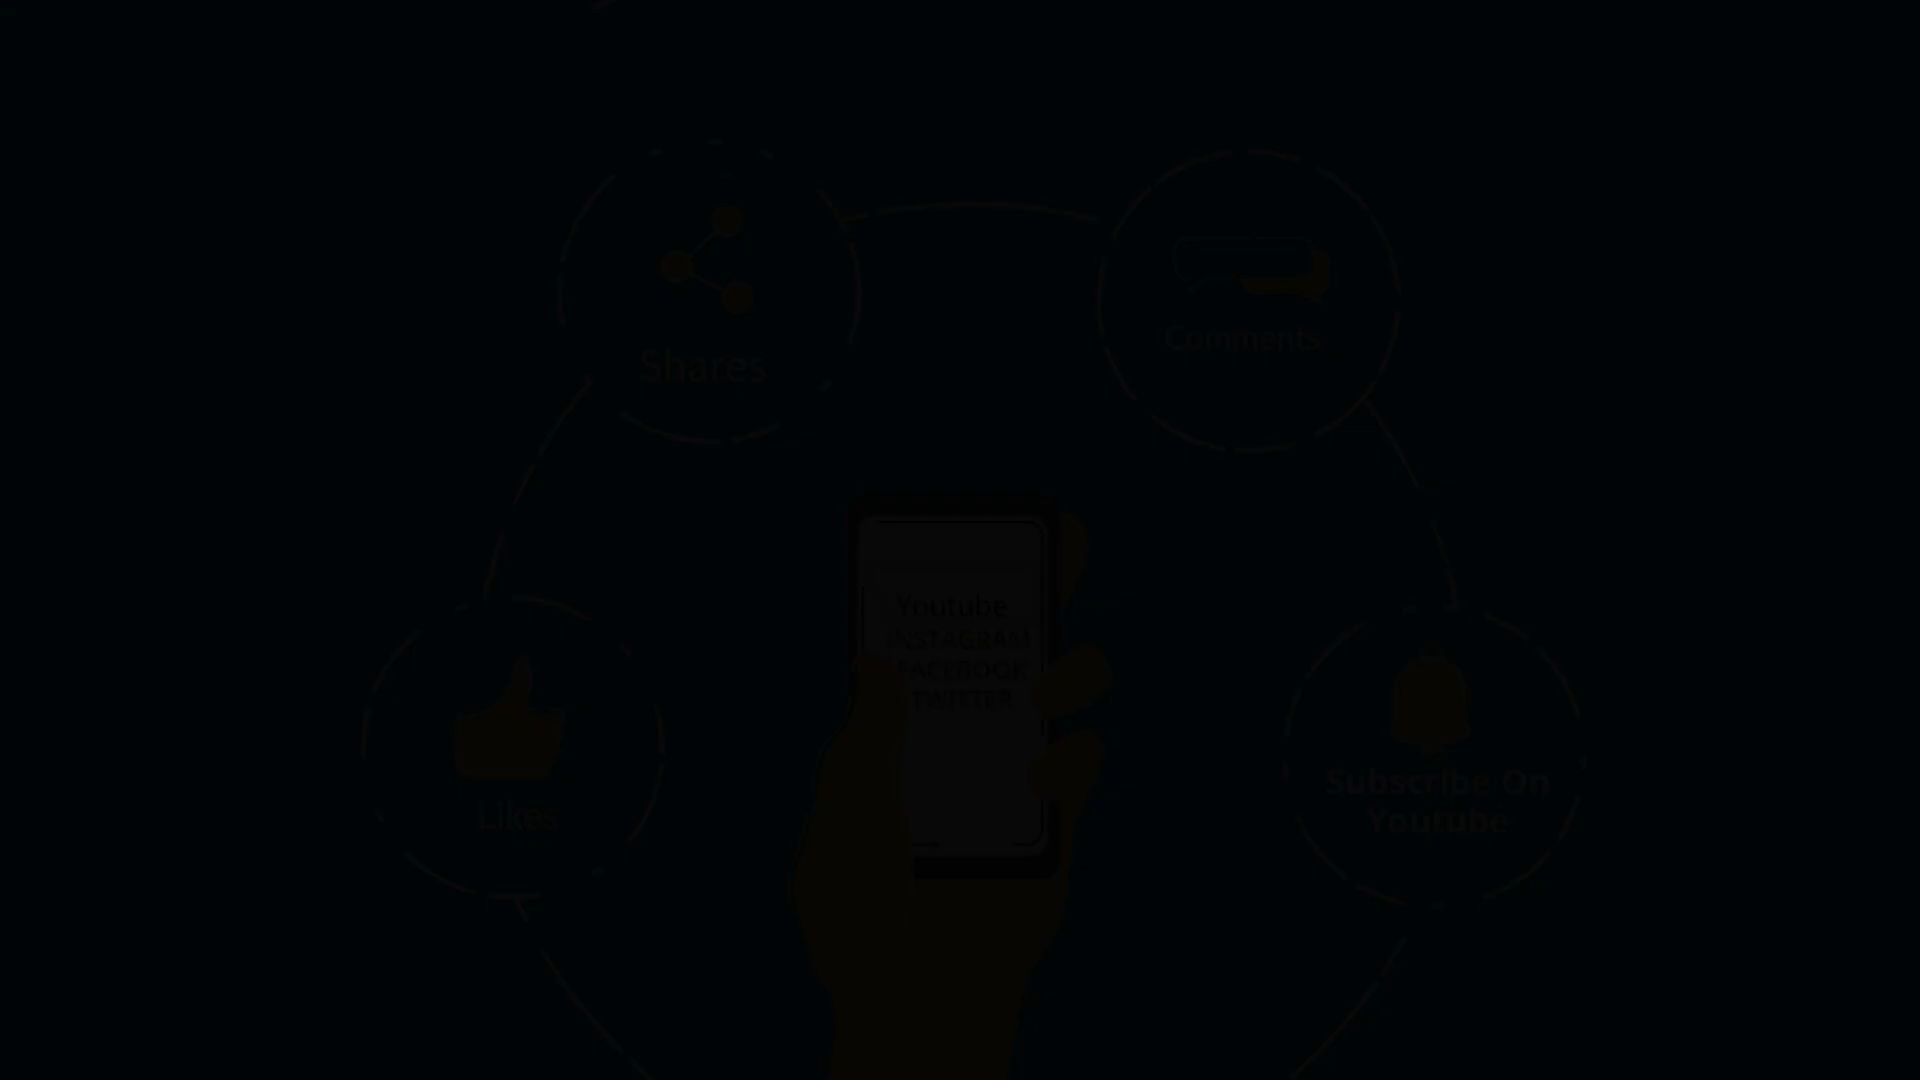 Shares
Comments
Youtube
INSTAGRAM
FACEBOOK
TWITTER
Likes
Subscribe On
Youtube